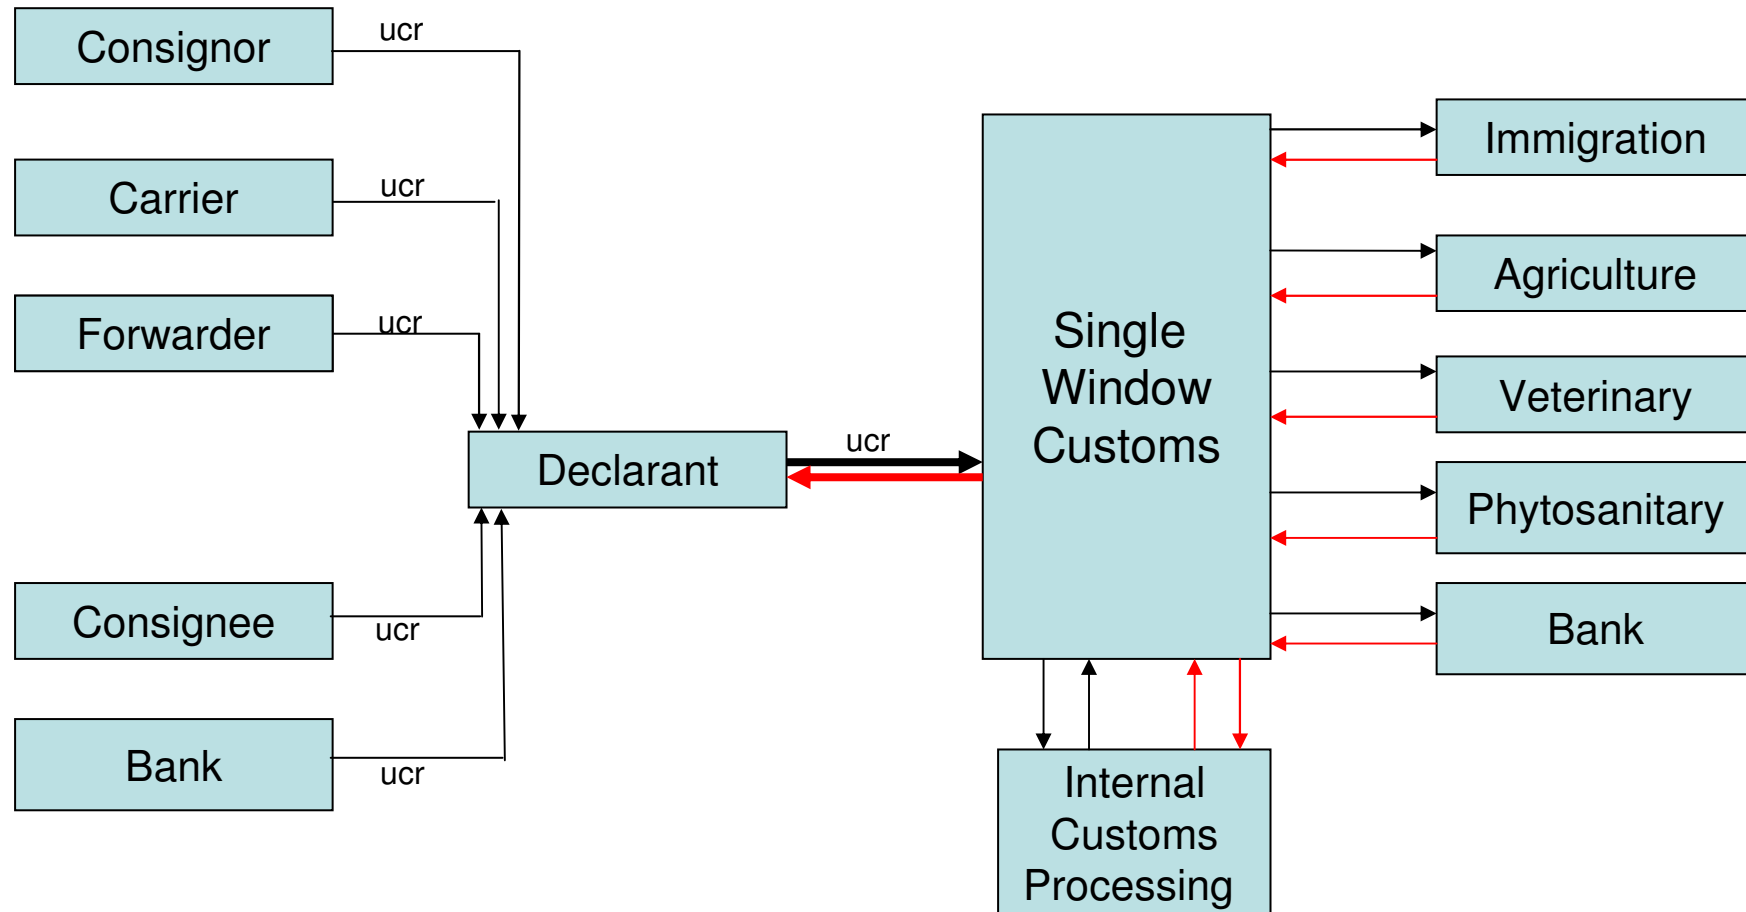 Consignor
ucr
Carrier
ucr
Forwarder
ucr
Declarant
ucr
Consignee
ucr
Bank
ucr
Single
Window
Customs
Immigration
Agriculture
Veterinary
Phytosanitary
Bank
Internal
Customs
Processing